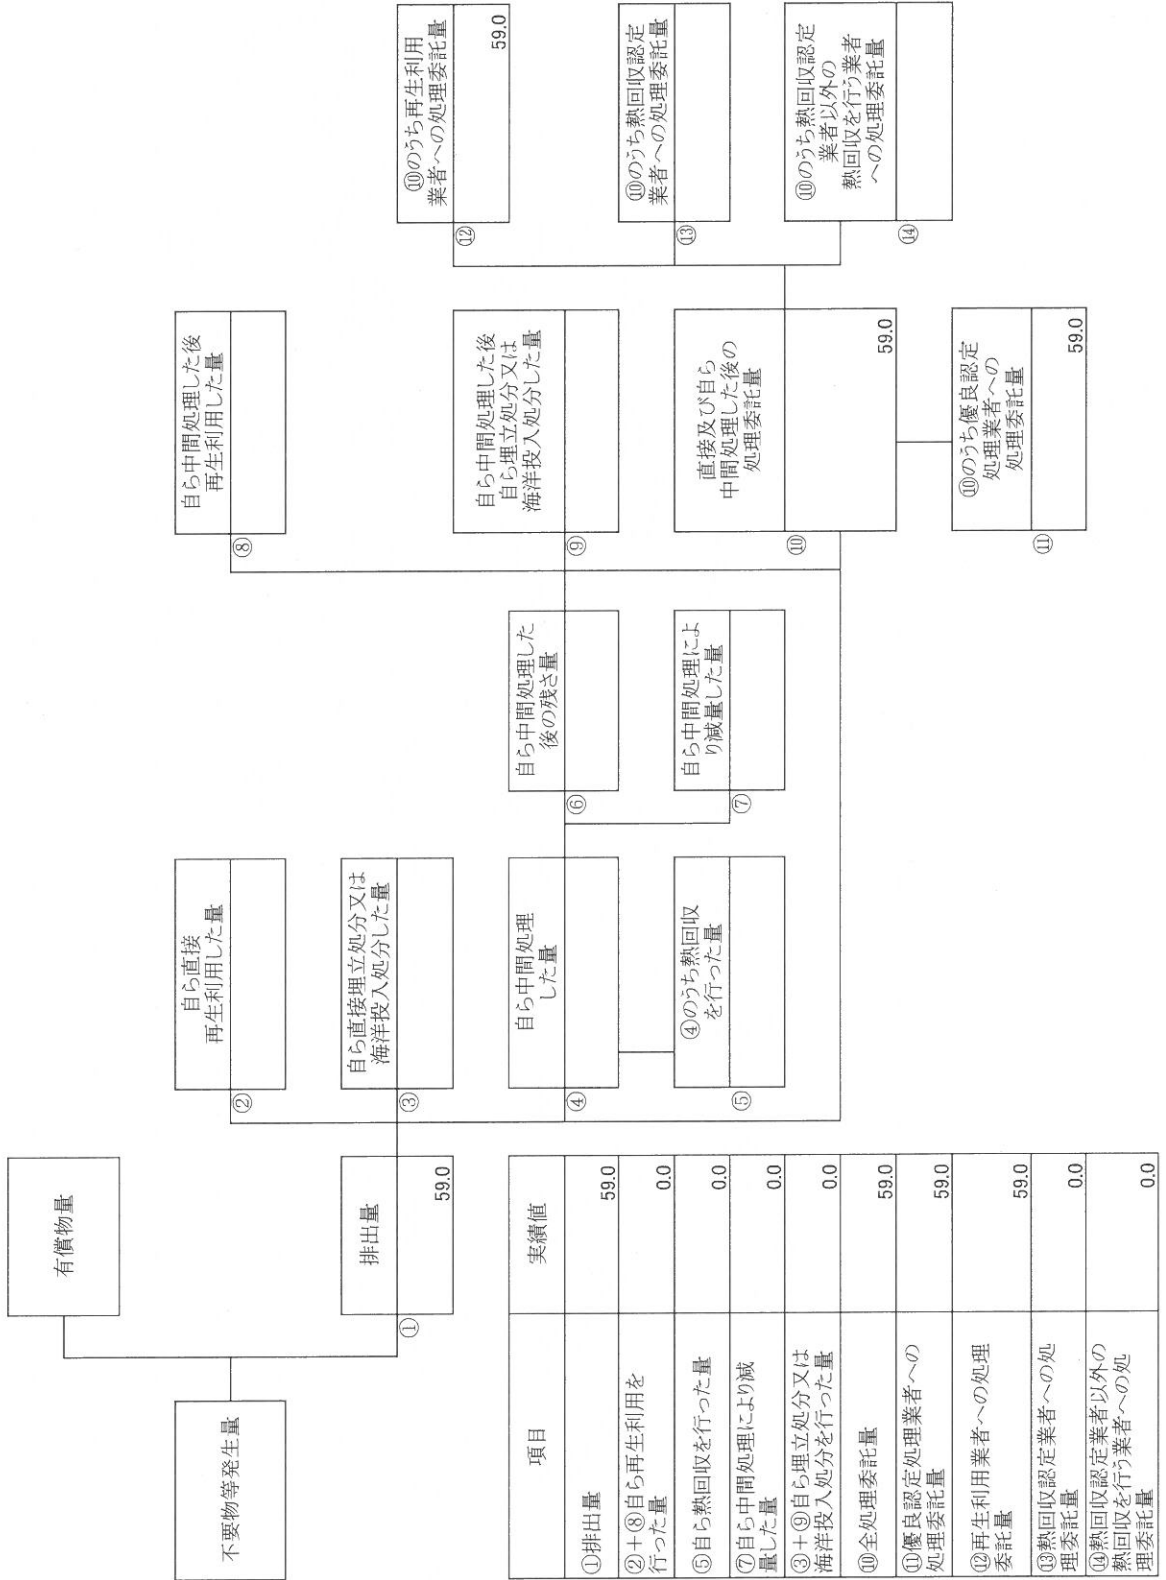 有償物量
不要物等発生量
①
排出量
59.0
②
自ら直接
再生利用した量
③
自ら直接埋立処分又は
海洋投入処分した量
④
自ら中間処理
した量
⑤
④のうち熱回収
を行った量
⑥
自ら中間処理した
後の残さ量
⑦
自ら中間処理によ
り減量した量
⑧
自ら中間処理した後
再生利用した量
⑨
自ら中間処理した後
自ら埋立処分又は
海洋投入処分した量
⑩
直接及び自ら
中間処理した後の
処理委託量
59.0
⑪
⑩のうち優良認定
処理業者への
処理委託量
59.0
⑫
⑩のうち再生利用
業者への処理委託量
59.0
⑬
⑩のうち熱回収認定
業者への処理委託量
⑭
⑩のうち熱回収認定
業者以外の
熱回収を行う業者
への処理委託量
項目 実績値
①排出量 59.0
②+⑧自ら再生利用を
行った量 0.0
⑤自ら熱回収を行った量 0.0
⑦自ら中間処理により減
量した量 0.0
③+⑨自ら埋立処分又は
海洋投入処分を行った量 0.0
⑩全処理委託量 59.0
⑪優良認定処理業者への
処理委託量 59.0
⑫再生利用業者への処理
委託量 59.0
⑬熱回収認定業者への処
理委託量 0.0
⑭熱回収認定業者以外の
熱回収を行う業者への処
理委託量 0.0